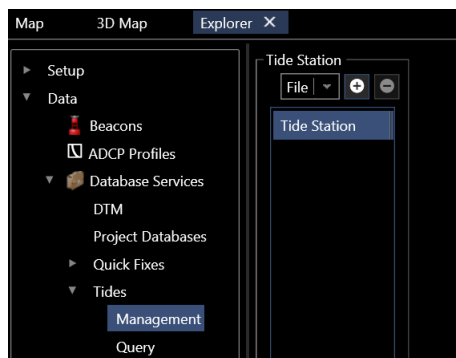 Map 3D Map Explorer
Setup
Data
Beacons
ADCP Profiles
Database Services
DTM
Project Databases
Quick Fixes
Tides
Management
Query
Tide Station
File
Tide Station